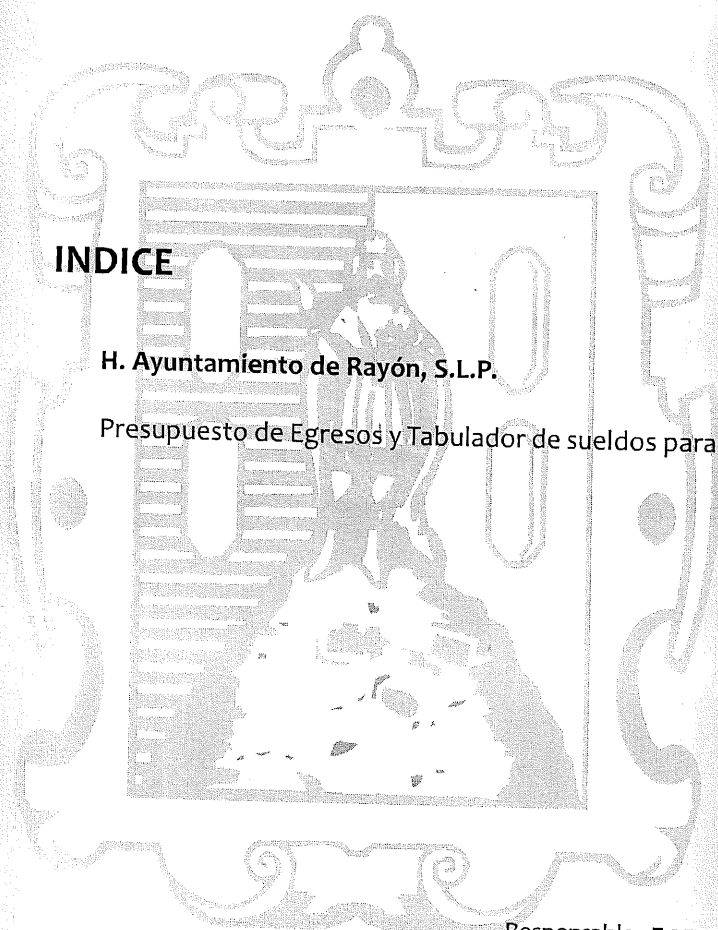 INDICE
H. Ayuntamiento de Rayón, S.L.P.
Presupuesto de Egresos y Tabulador de sueldos para